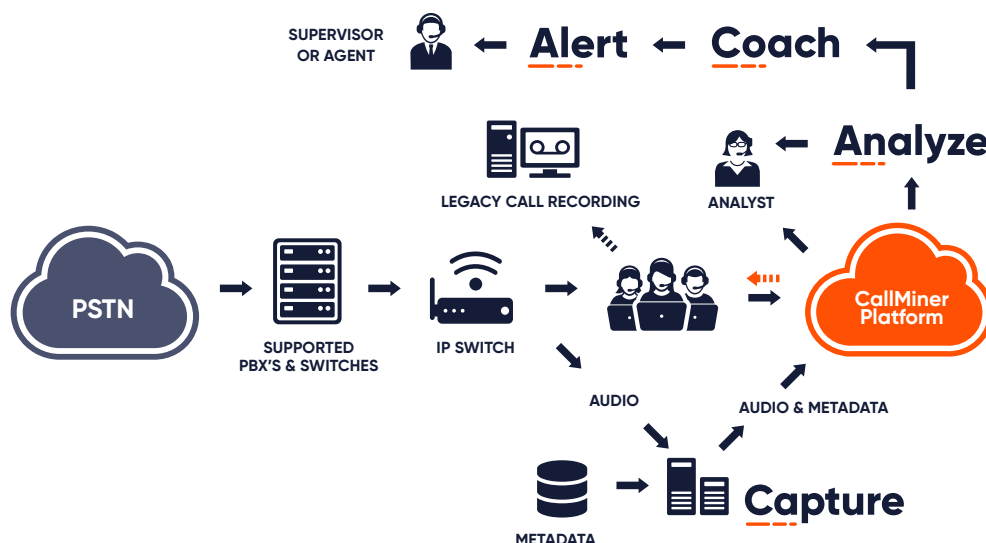 SUPERVISOR
OR AGENT
Alert
Coach
Analyze
LEGACY CALL RECORDING
ANALYST
PSTN
CallMiner
Platform
SUPPORTED
PBX'S & SWITCHES
IP SWITCH
AUDIO
AUDIO & METADATA
Capture
METADATA